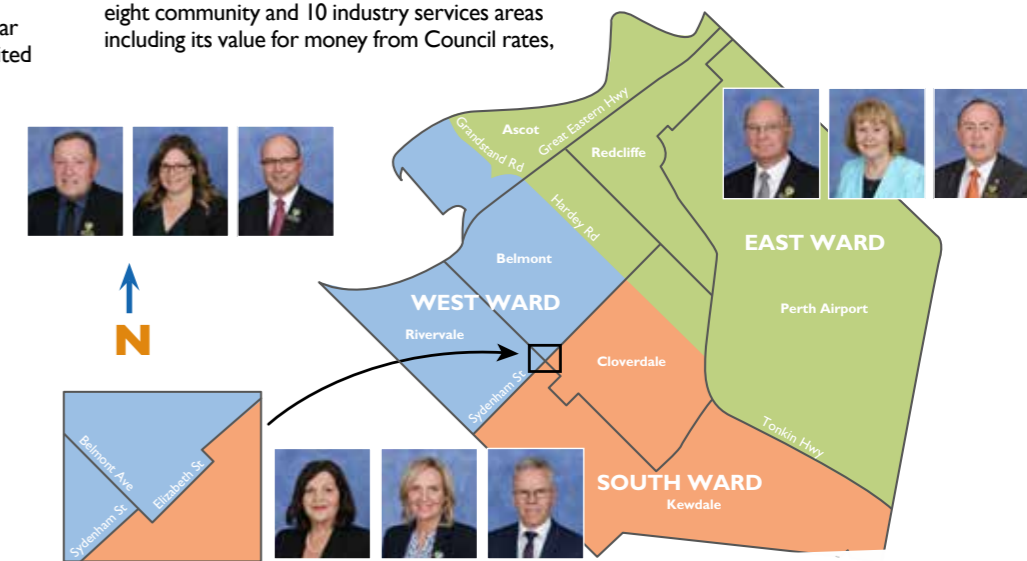 ar
ited
eight community and 10 industry services areas
including its value for money from Council rates,
Ascot
Grandstand Rd
Great Eastern Hwy
Redcliffe
Hardey Rd
EAST WARD
Belmont
Perth Airport
WEST WARD
Rivervale
N
Cloverdale
Sydenham St
Tonkin Hwy
SOUTH WARD
Kewdale
Belmont Ave
Elizabeth St
Sydenham St